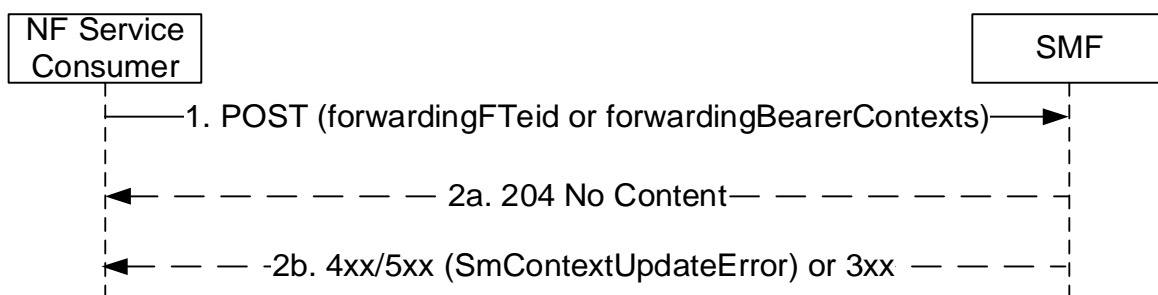 NF Service
Consumer
SMF
1. POST (forwardingFTeid or forwardingBearerContexts)
2a. 204 No Content
2b. 4xx/5xx (SmContextUpdateError) or 3xx